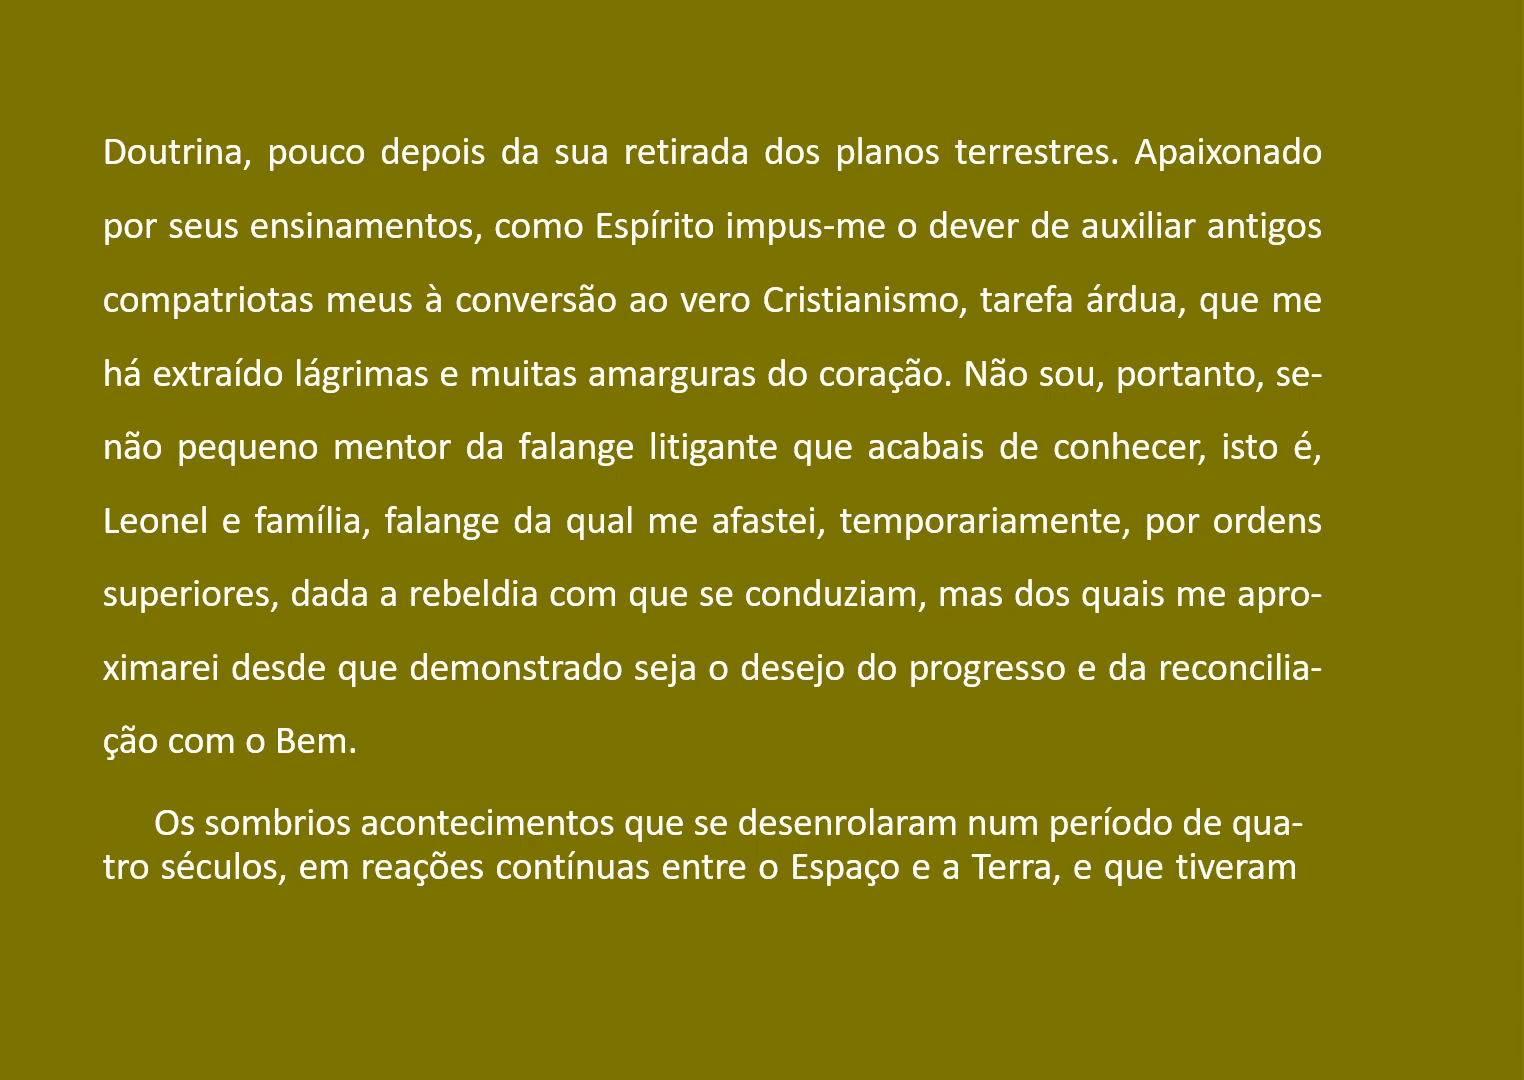 Doutrina, pouco depois da sua retirada dos planos terrestres. Apaixonado
por seus ensinamentos, como Espírito impus-me o dever de auxiliar antigos
compatriotas meus à conversão ao vero Cristianismo, tarefa árdua, que me
há extraído lágrimas e muitas amarguras do coração. Não sou, portanto, se-
não pequeno mentor da falange litigante que acabais de conhecer, isto é,
Leonel e família, falange da qual me afastei, temporariamente, por ordens
superiores, dada a rebeldia com que se conduziam, mas dos quais me apro-
ximarei desde que demonstrado seja o desejo do progresso e da reconcilia-
ção com o Bem.
Os sombrios acontecimentos que se desenrolaram num período de qua-
tro séculos, em reações contínuas entre o Espaço e a Terra, e que tiveram